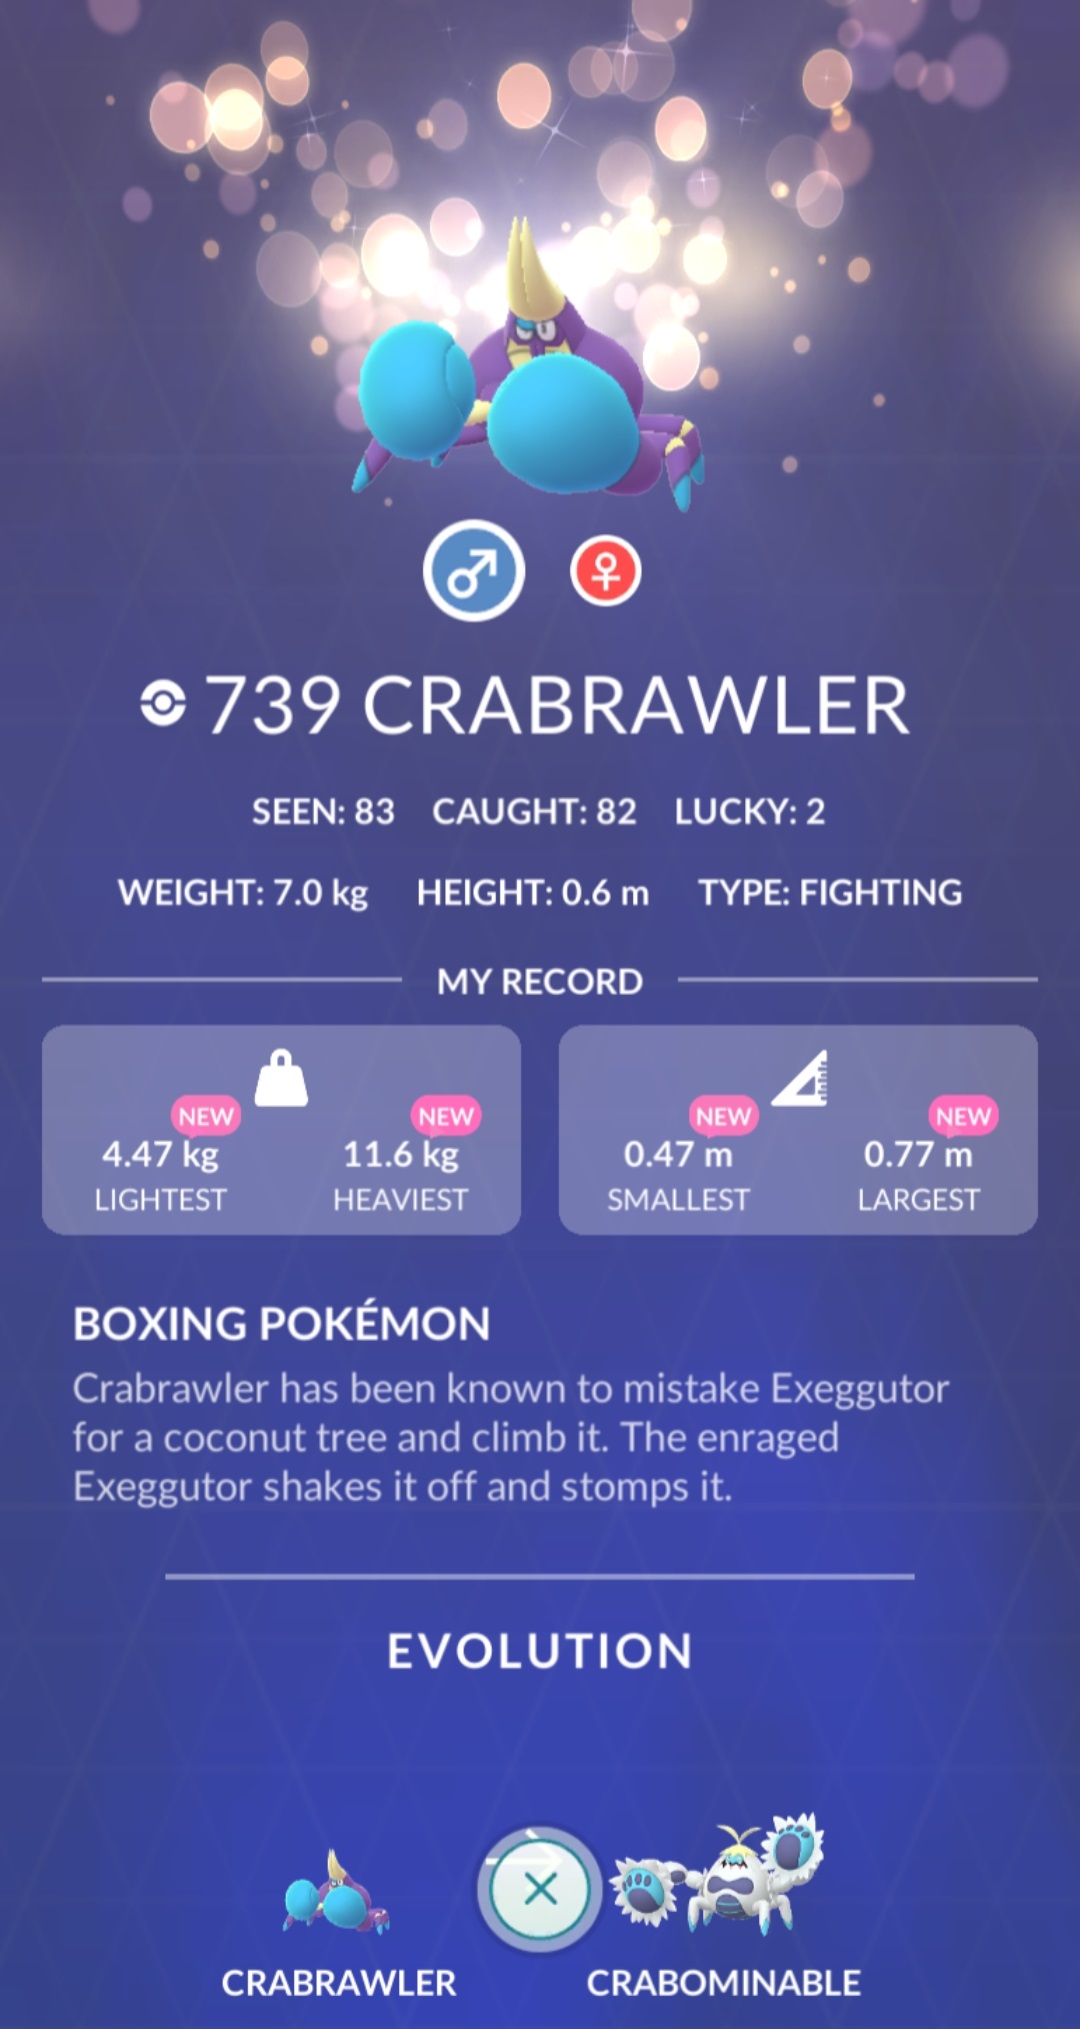 739 CRABRAWLER
SEEN: 83 CAUGHT: 82 LUCKY: 2
WEIGHT: 7.0 kg HEIGHT: 0.6 m TYPE: FIGHTING
MY RECORD
NEW NEW NEW NEW
4.47 kg 11.6 kg 0.47 m 0.77 m
LIGHTEST HEAVIEST SMALLEST LARGEST
BOXING POKÉMON
Crabrawler has been known to mistake Exeggutor
for a coconut tree and climb it. The enraged
Exeggutor shakes it off and stomps it.
EVOLUTION
CRABRAWLER CRABOMINABLE